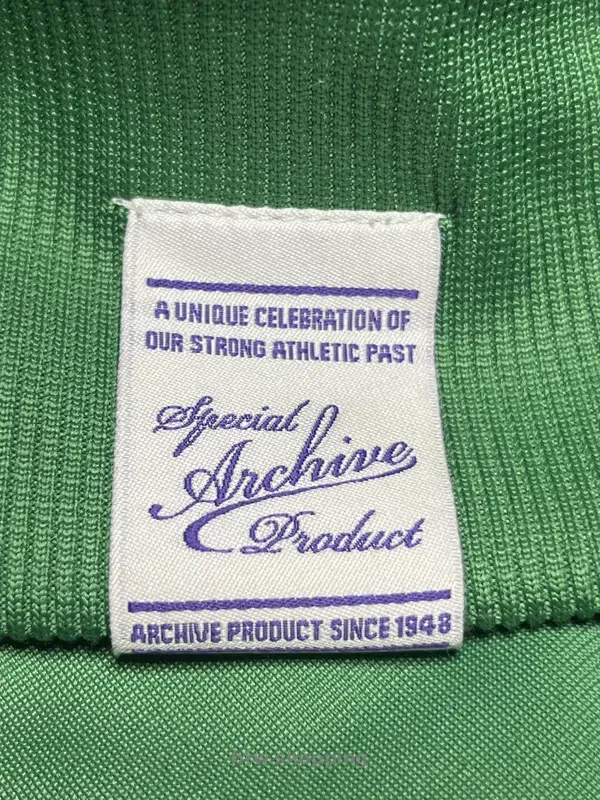 A UNIQUE CELEBRATION OF
OUR STRONG ATHLETIC PAST
Special
Archive
Product
ARCHIVE PRODUCT SINCE 1948